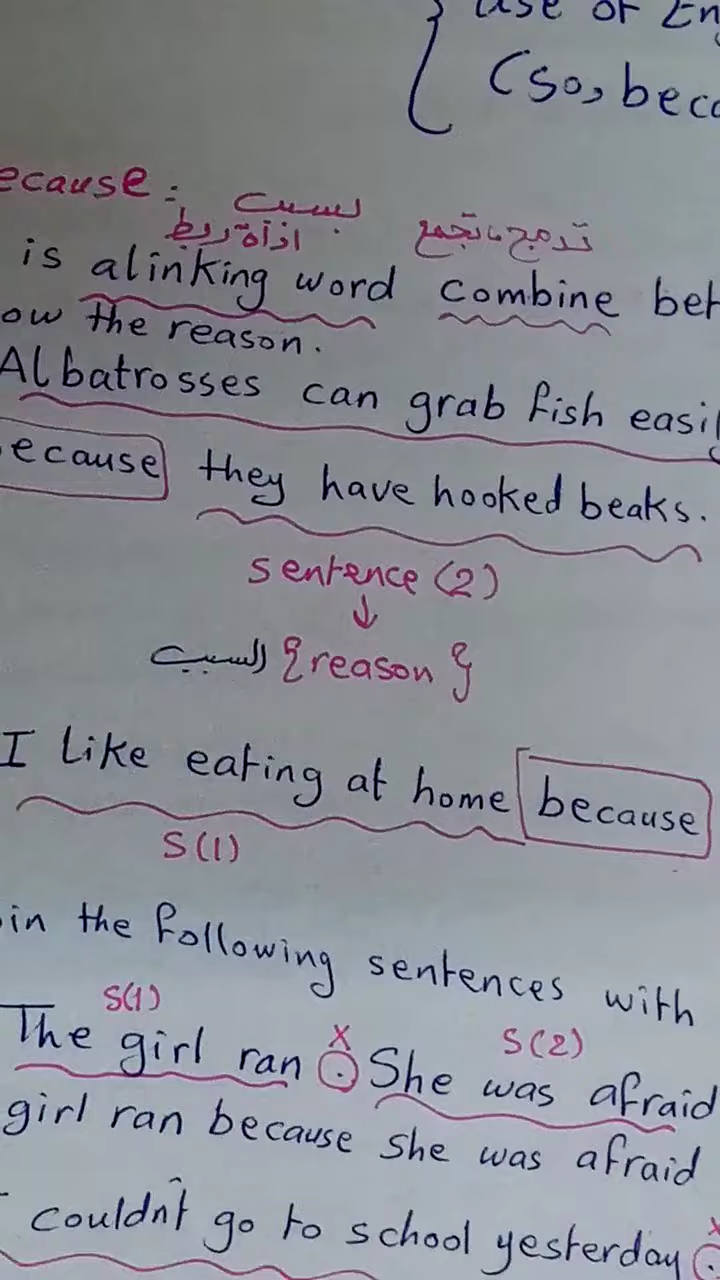 use of En
{ (so, beca
ecause: بسبب
اداة ربط تدمج، تجمع
is a linking word combine bet
ow the reason.
Albatrosses can grab fish easil
ecause they have hooked beaks.
sentence (2)
↓
السبب {reason}
I like eating at home because
S(1)
in the following sentences with
S(1) x S(2)
The girl ran . She was afraid
girl ran because she was afraid
couldn't go to school yesterday .